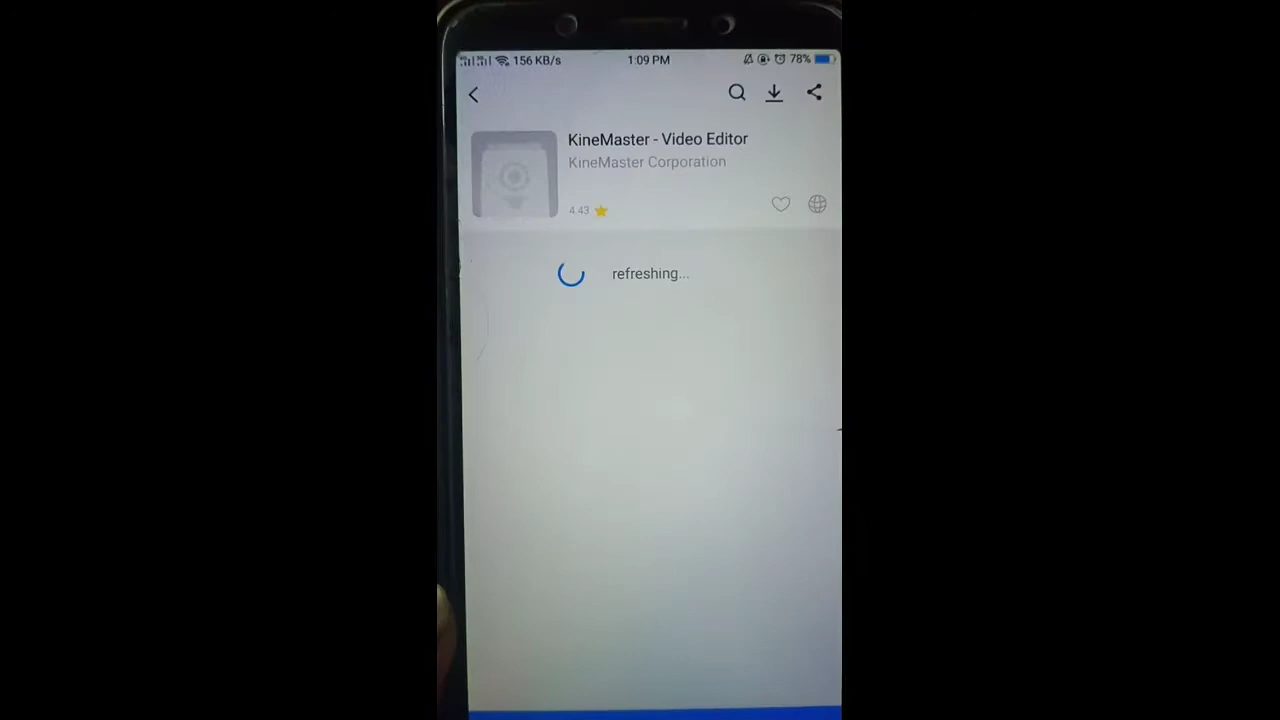 156 KB/s 1:09 PM 78%
KineMaster - Video Editor
KineMaster Corporation
4.43
refreshing...